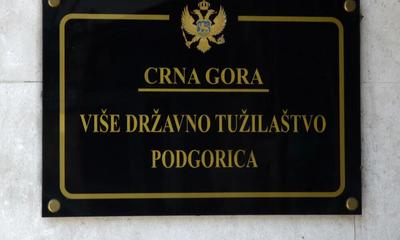 CRNA GORA
VIŠE DRŽAVNO TUŽILAŠTVO
PODGORICA